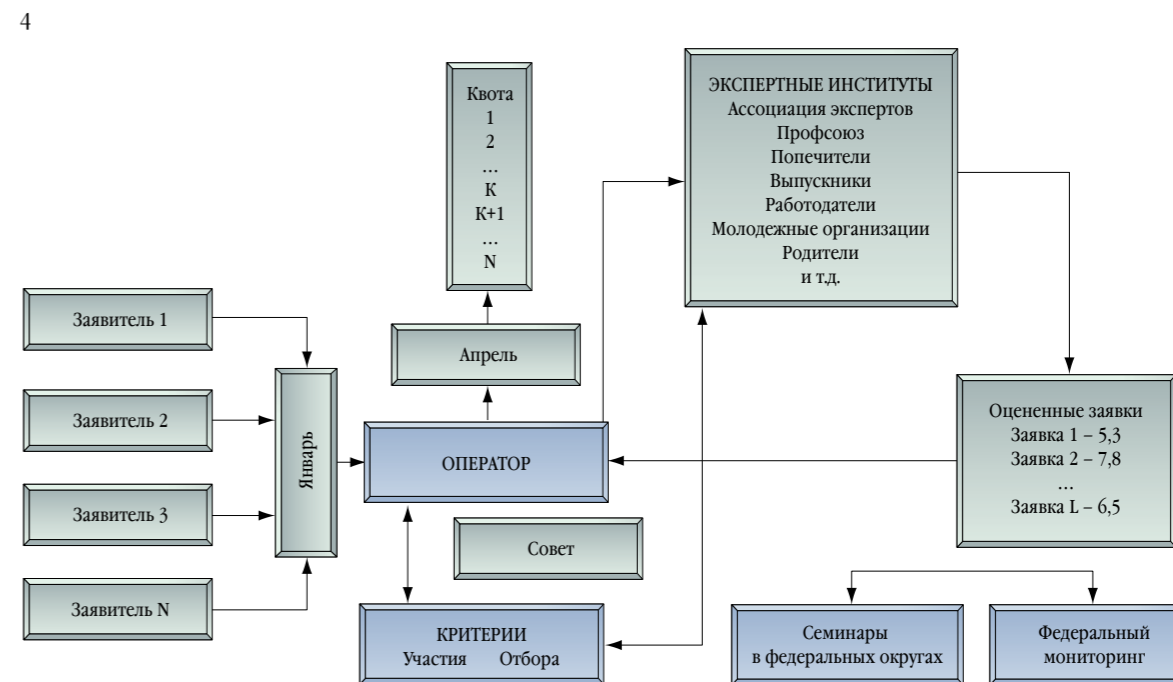 4
Квота
1
2
...
К
К+1
...
N
ЭКСПЕРТНЫЕ ИНСТИТУТЫ
Ассоциация экспертов
Профсоюз
Попечители
Выпускники
Работодатели
Молодежные организации
Родители
и т.д.
Заявитель 1
Заявитель 2
Заявитель 3
Заявитель N
Январь
Апрель
ОПЕРАТОР
Совет
КРИТЕРИИ
Участия Отбора
Оцененные заявки
Заявка 1 – 5,3
Заявка 2 – 7,8
...
Заявка L – 6,5
Семинары
в федеральных округах
Федеральный
мониторинг